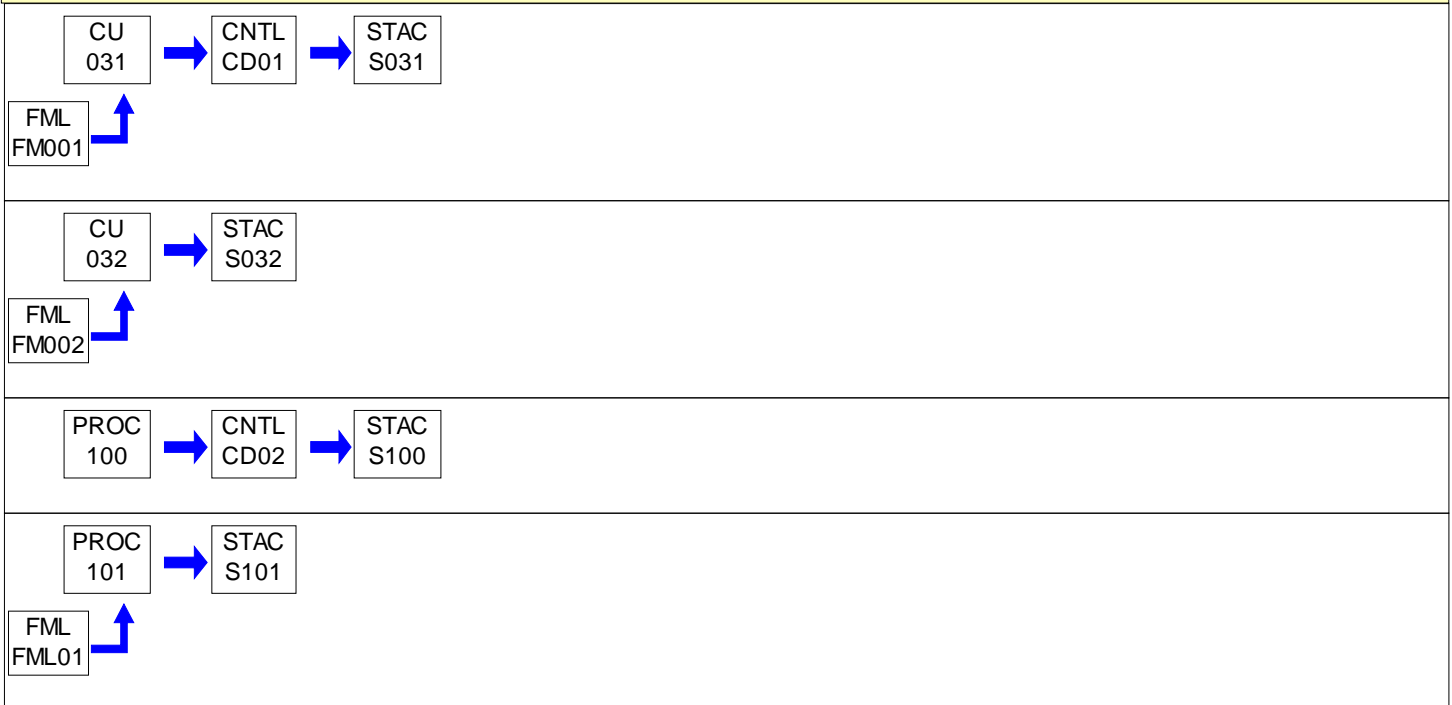 CU
031
CNTL
CD01
STAC
S031
FML
FM001
CU
032
STAC
S032
FML
FM002
PROC
100
CNTL
CD02
STAC
S100
PROC
101
STAC
S101
FML
FML01